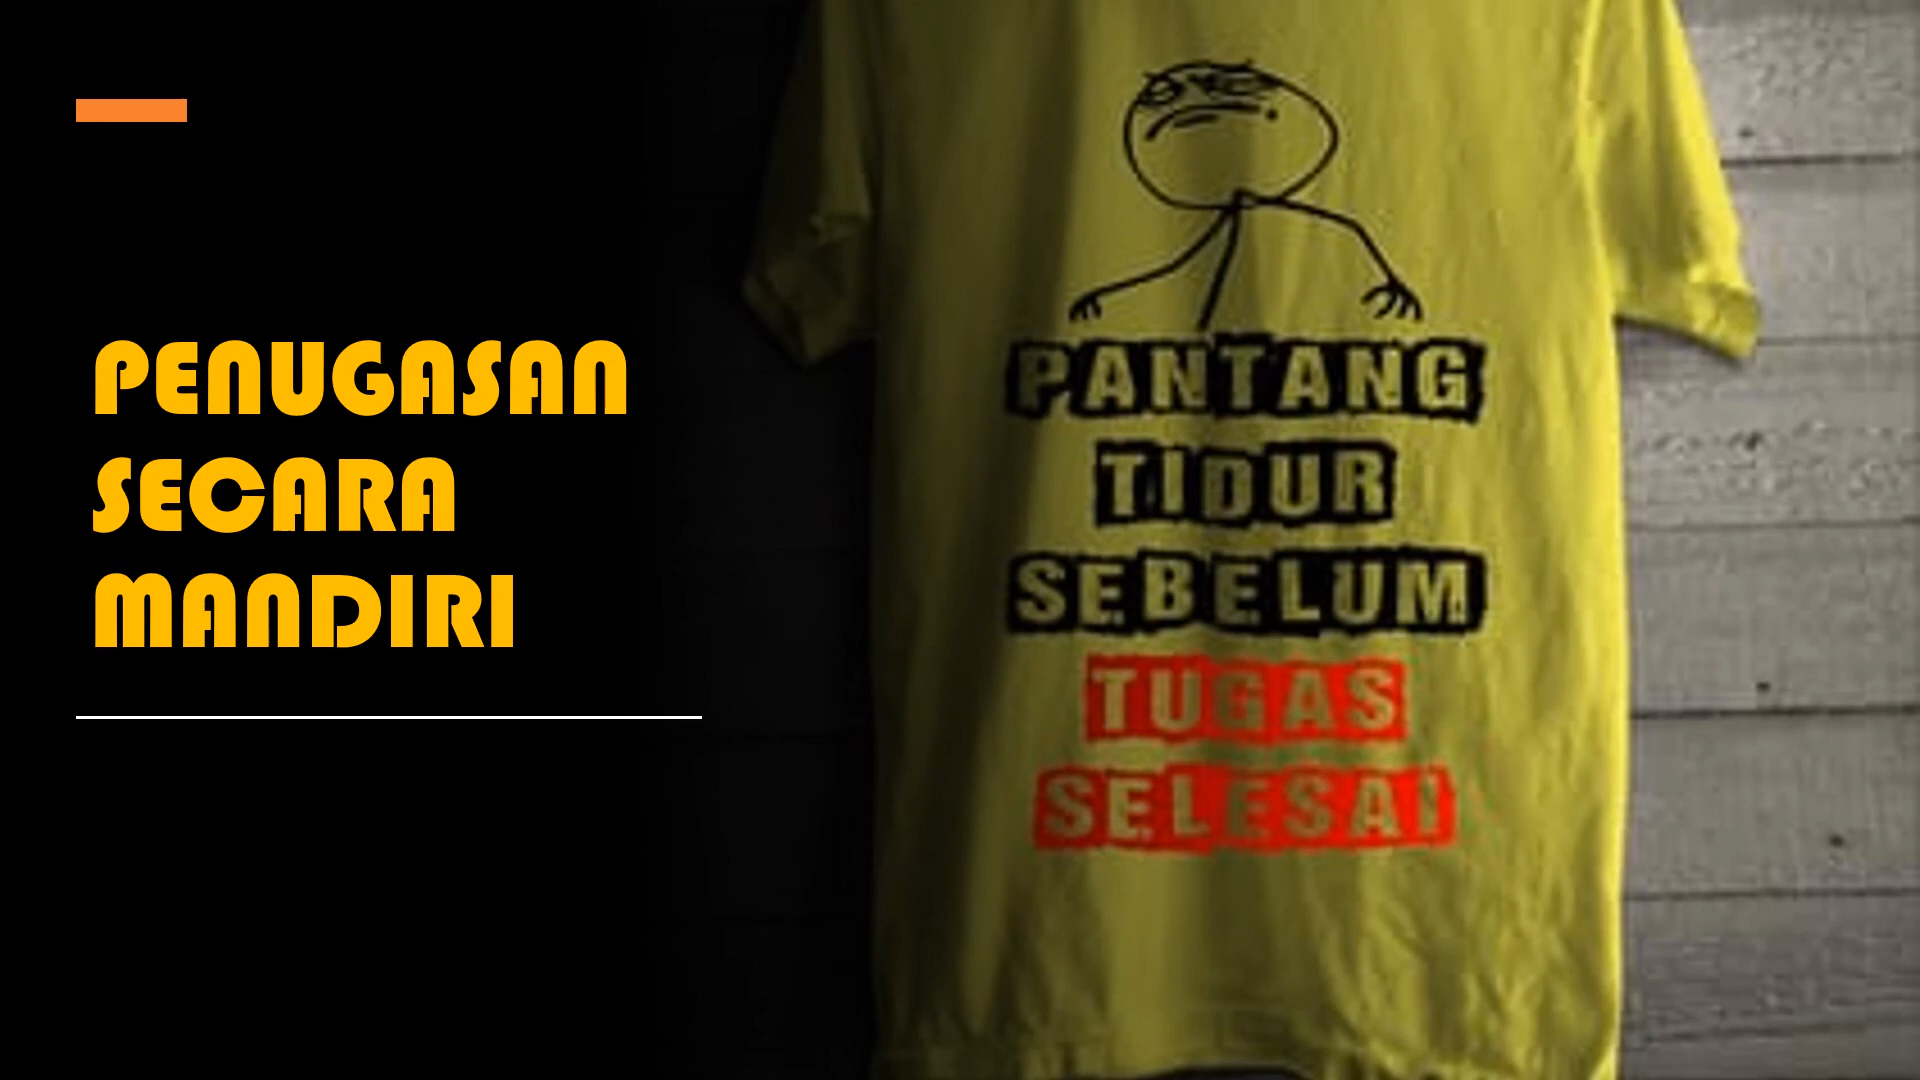 PENUGASAN
SECARA
MANDIRI
PANTANG
TIDUR
SEBELUM
TUGAS
SELESAI